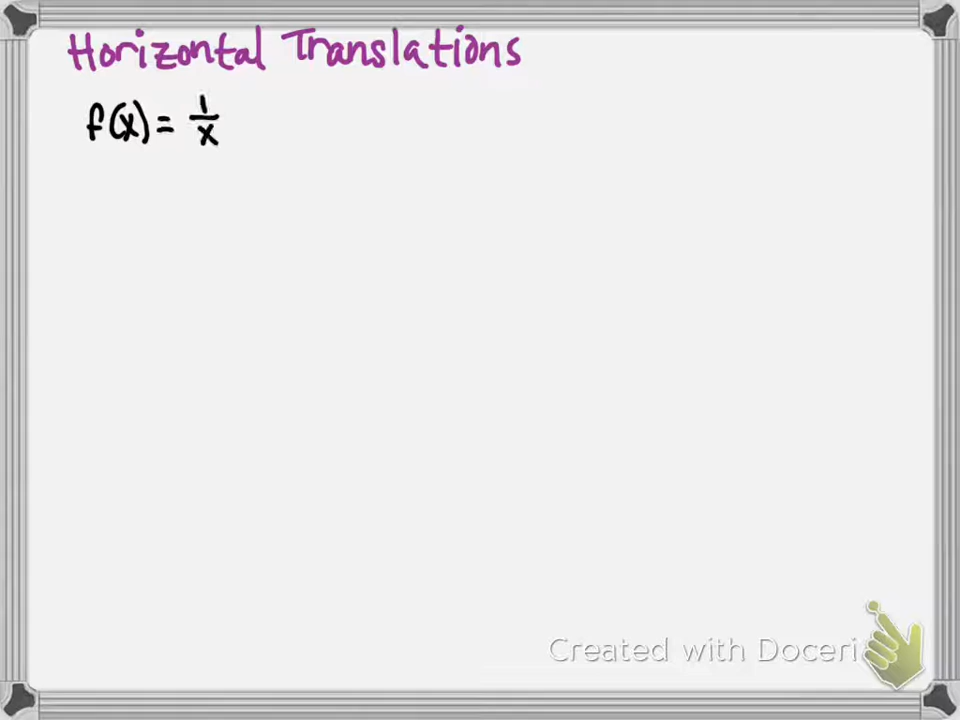 Horizontal Translations
f(x) = 1/x
Created with Doceri